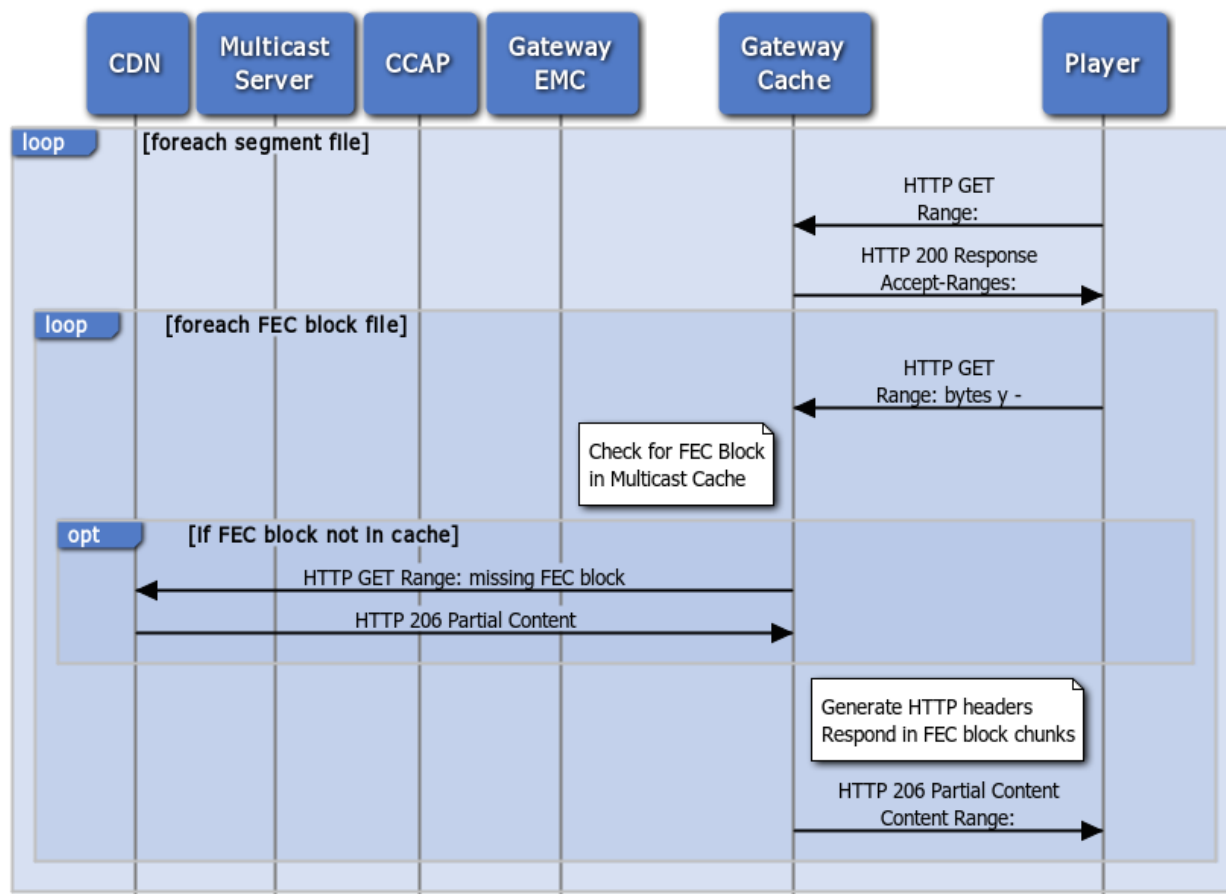 CDN
Multicast
Server
CCAP
Gateway
EMC
Gateway
Cache
Player
loop
[foreach segment file]
HTTP GET
Range:
HTTP 200 Response
Accept-Ranges:
loop
[foreach FEC block file]
HTTP GET
Range: bytes y -
Check for FEC Block
in Multicast Cache
opt
[If FEC block not in cache]
HTTP GET Range: missing FEC block
HTTP 206 Partial Content
Generate HTTP headers
Respond in FEC block chunks
HTTP 206 Partial Content
Content Range: